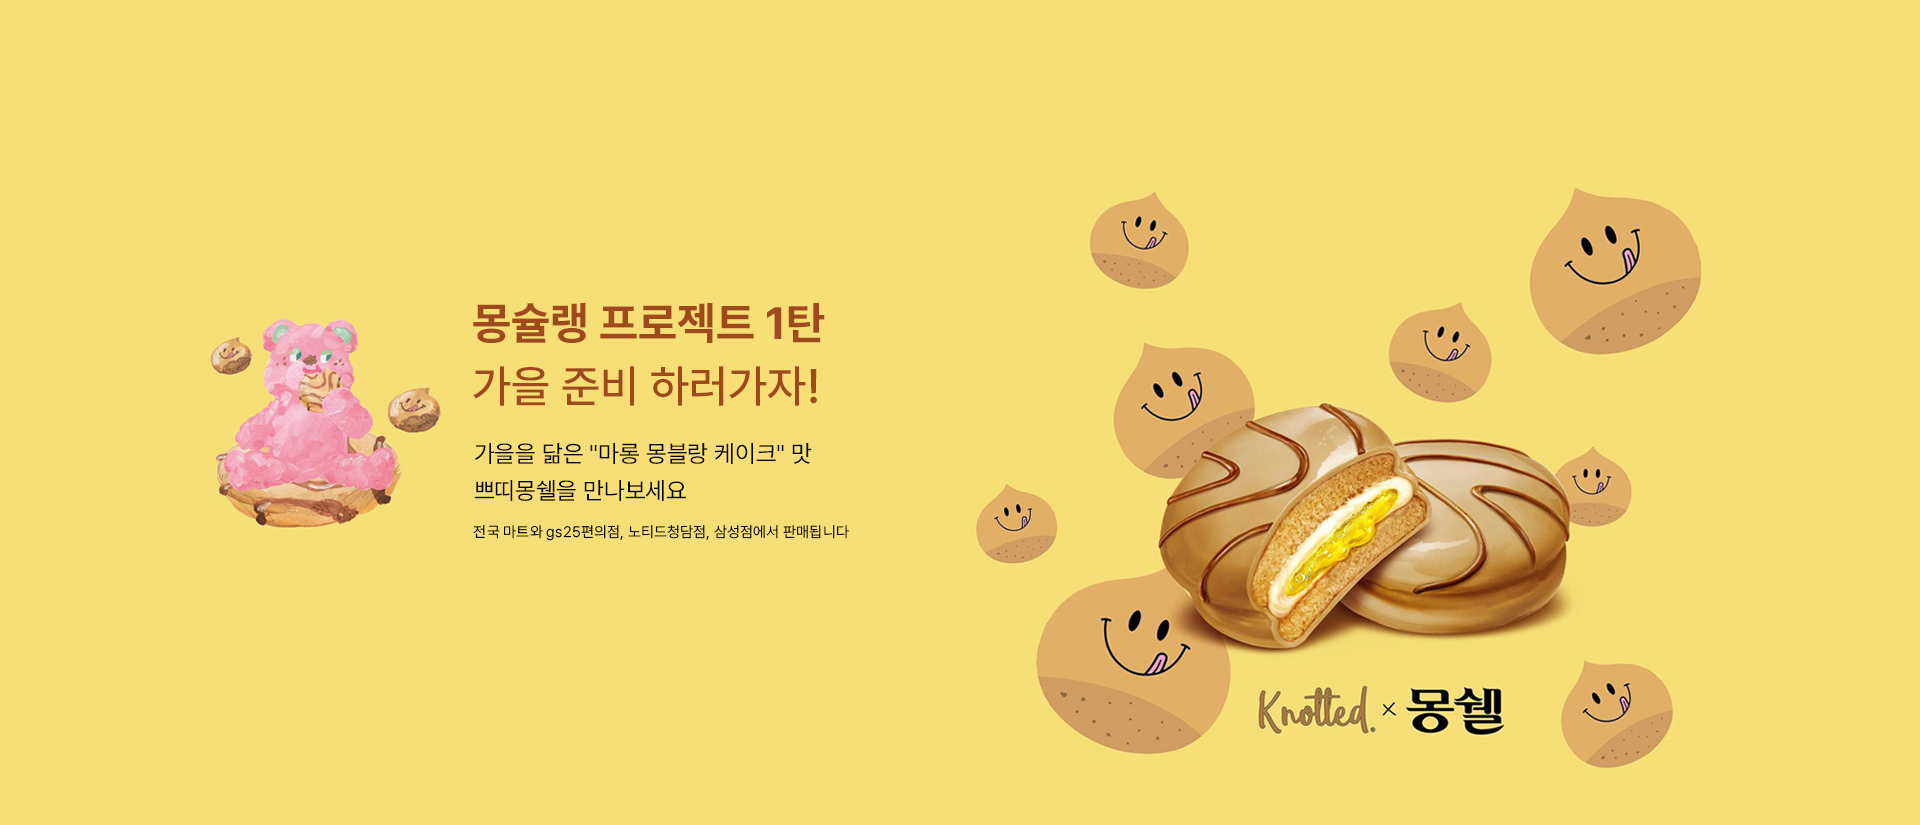 몽슐랭 프로젝트 1탄
가을 준비 하러가자!
가을을 닮은 "마롱 몽블랑 케이크" 맛
쁘띠몽쉘을 만나보세요
전국 마트와 gs25편의점, 노티드청담점, 삼성점에서 판매됩니다
Knotted® × 몽쉘